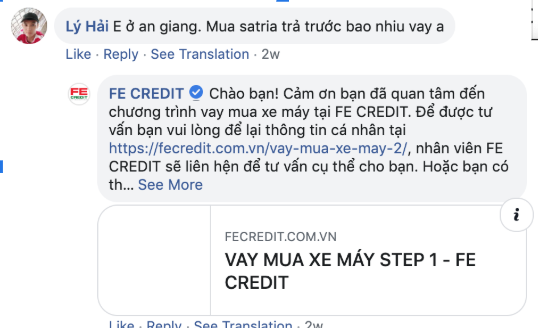 Lý Hải E ở an giang. Mua satria trả trước bao nhiu vay a
Like · Reply · See Translation · 2w
FE CREDIT Chào bạn! Cảm ơn bạn đã quan tâm đến
chương trình vay mua xe máy tại FE CREDIT. Để được tư
vấn bạn vui lòng để lại thông tin cá nhân tại
https://fecredit.com.vn/vay-mua-xe-may-2/, nhân viên FE
CREDIT sẽ liên hện để tư vấn cụ thể cho bạn. Hoặc bạn có
th... See More
FE
CREDIT
i
FECREDIT.COM.VN
VAY MUA XE MÁY STEP 1 - FE
CREDIT
Like · Reply · See Translation · 2w